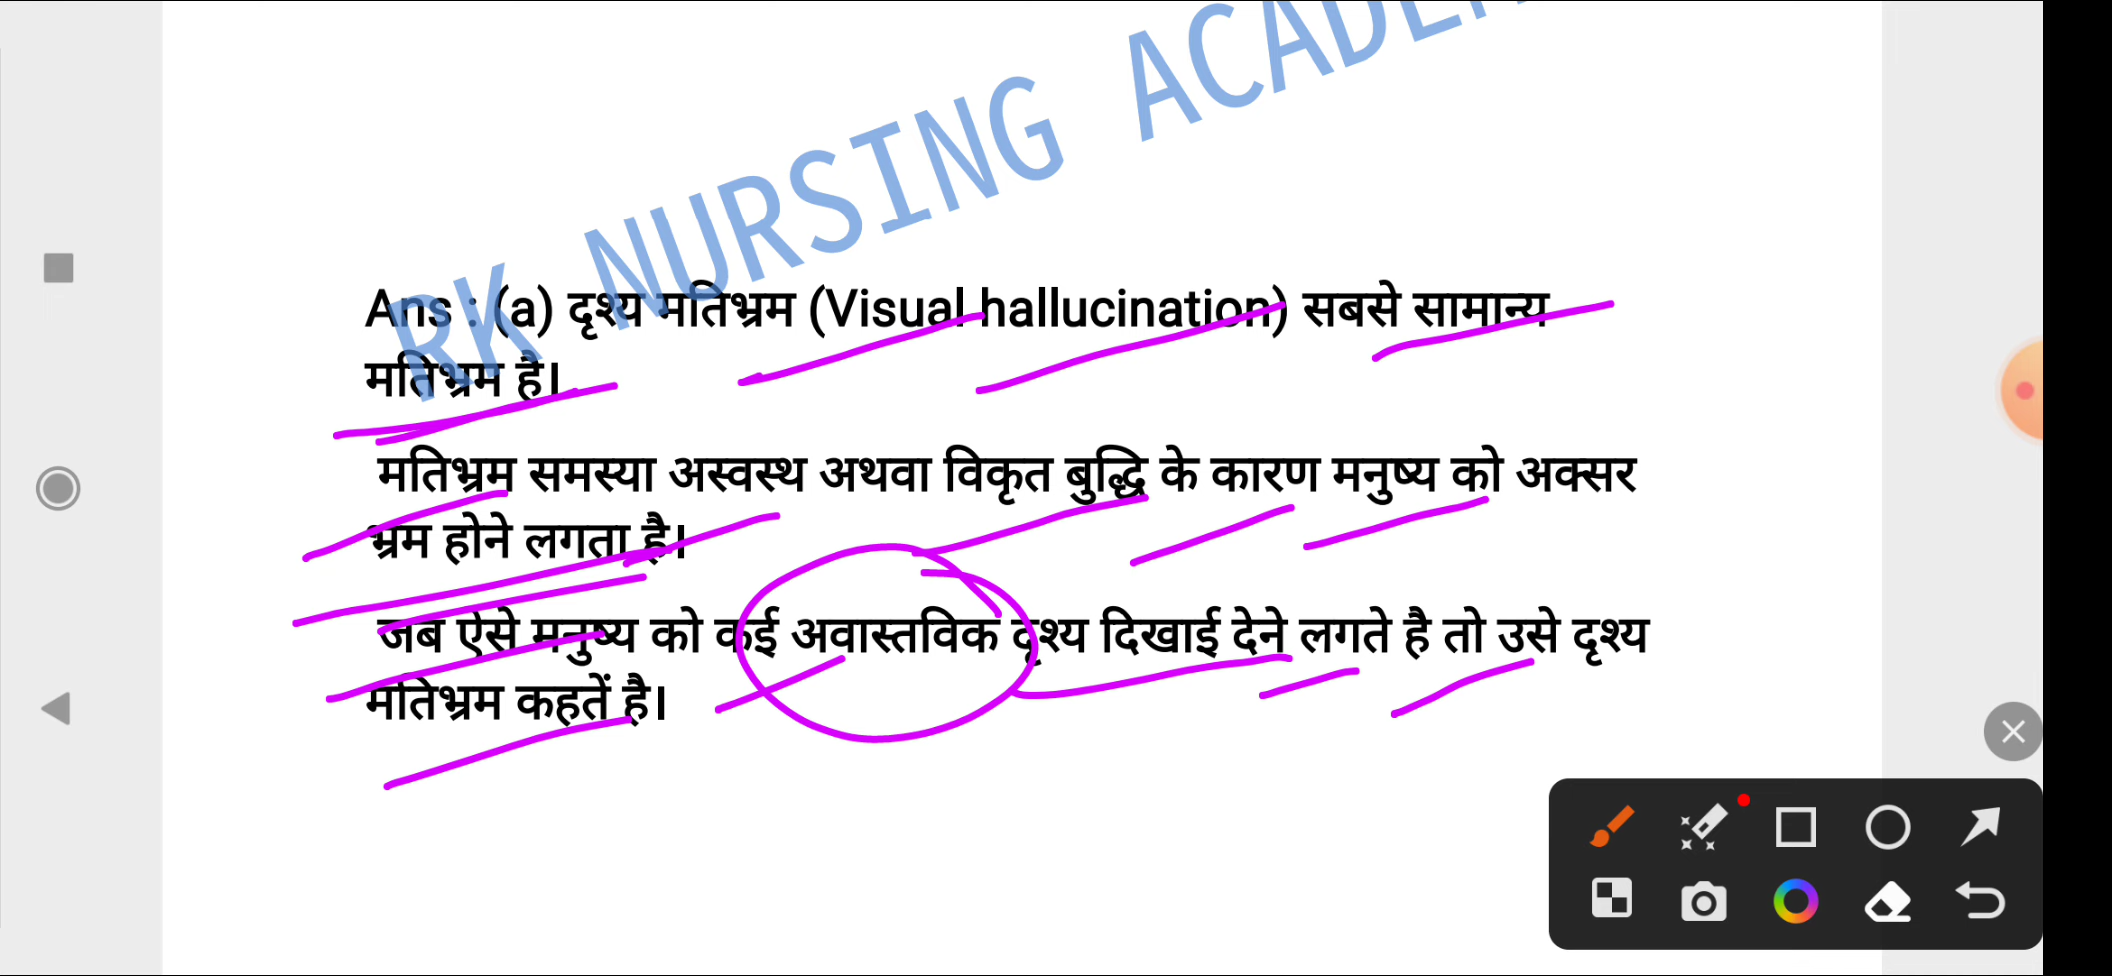 RK NURSING ACADEM
Ans : (a) दृश्य मतिभ्रम (Visual hallucination) सबसे सामान्य
मतिभ्रम है।
मतिभ्रम समस्या अस्वस्थ अथवा विकृत बुद्धि के कारण मनुष्य को अक्सर
भ्रम होने लगता है।
जब ऐसे मनुष्य को कई अवास्तविक दृश्य दिखाई देने लगते है तो उसे दृश्य
मतिभ्रम कहतें है।